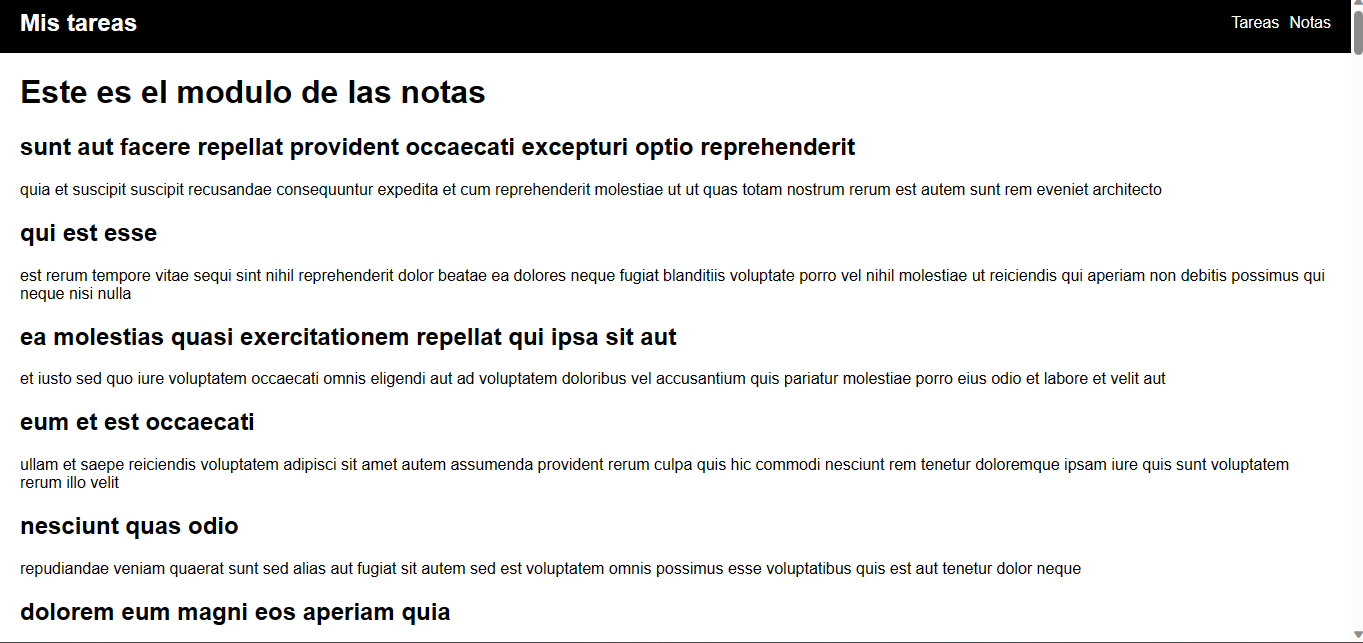 Mis tareas
Tareas Notas
Este es el modulo de las notas
sunt aut facere repellat provident occaecati excepturi optio reprehenderit
quia et suscipit suscipit recusandae consequuntur expedita et cum reprehenderit molestiae ut ut quas totam nostrum rerum est autem sunt rem eveniet architecto
qui est esse
est rerum tempore vitae sequi sint nihil reprehenderit dolor beatae ea dolores neque fugiat blanditiis voluptate porro vel nihil molestiae ut reiciendis qui aperiam non debitis possimus qui
neque nisi nulla
ea molestias quasi exercitationem repellat qui ipsa sit aut
et iusto sed quo iure voluptatem occaecati omnis eligendi aut ad voluptatem doloribus vel accusantium quis pariatur molestiae porro eius odio et labore et velit aut
eum et est occaecati
ullam et saepe reiciendis voluptatem adipisci sit amet autem assumenda provident rerum culpa quis hic commodi nesciunt rem tenetur doloremque ipsam iure quis sunt voluptatem
rerum illo velit
nesciunt quas odio
repudiandae veniam quaerat sunt sed alias aut fugiat sit autem sed est voluptatem omnis possimus esse voluptatibus quis est aut tenetur dolor neque
dolorem eum magni eos aperiam quia